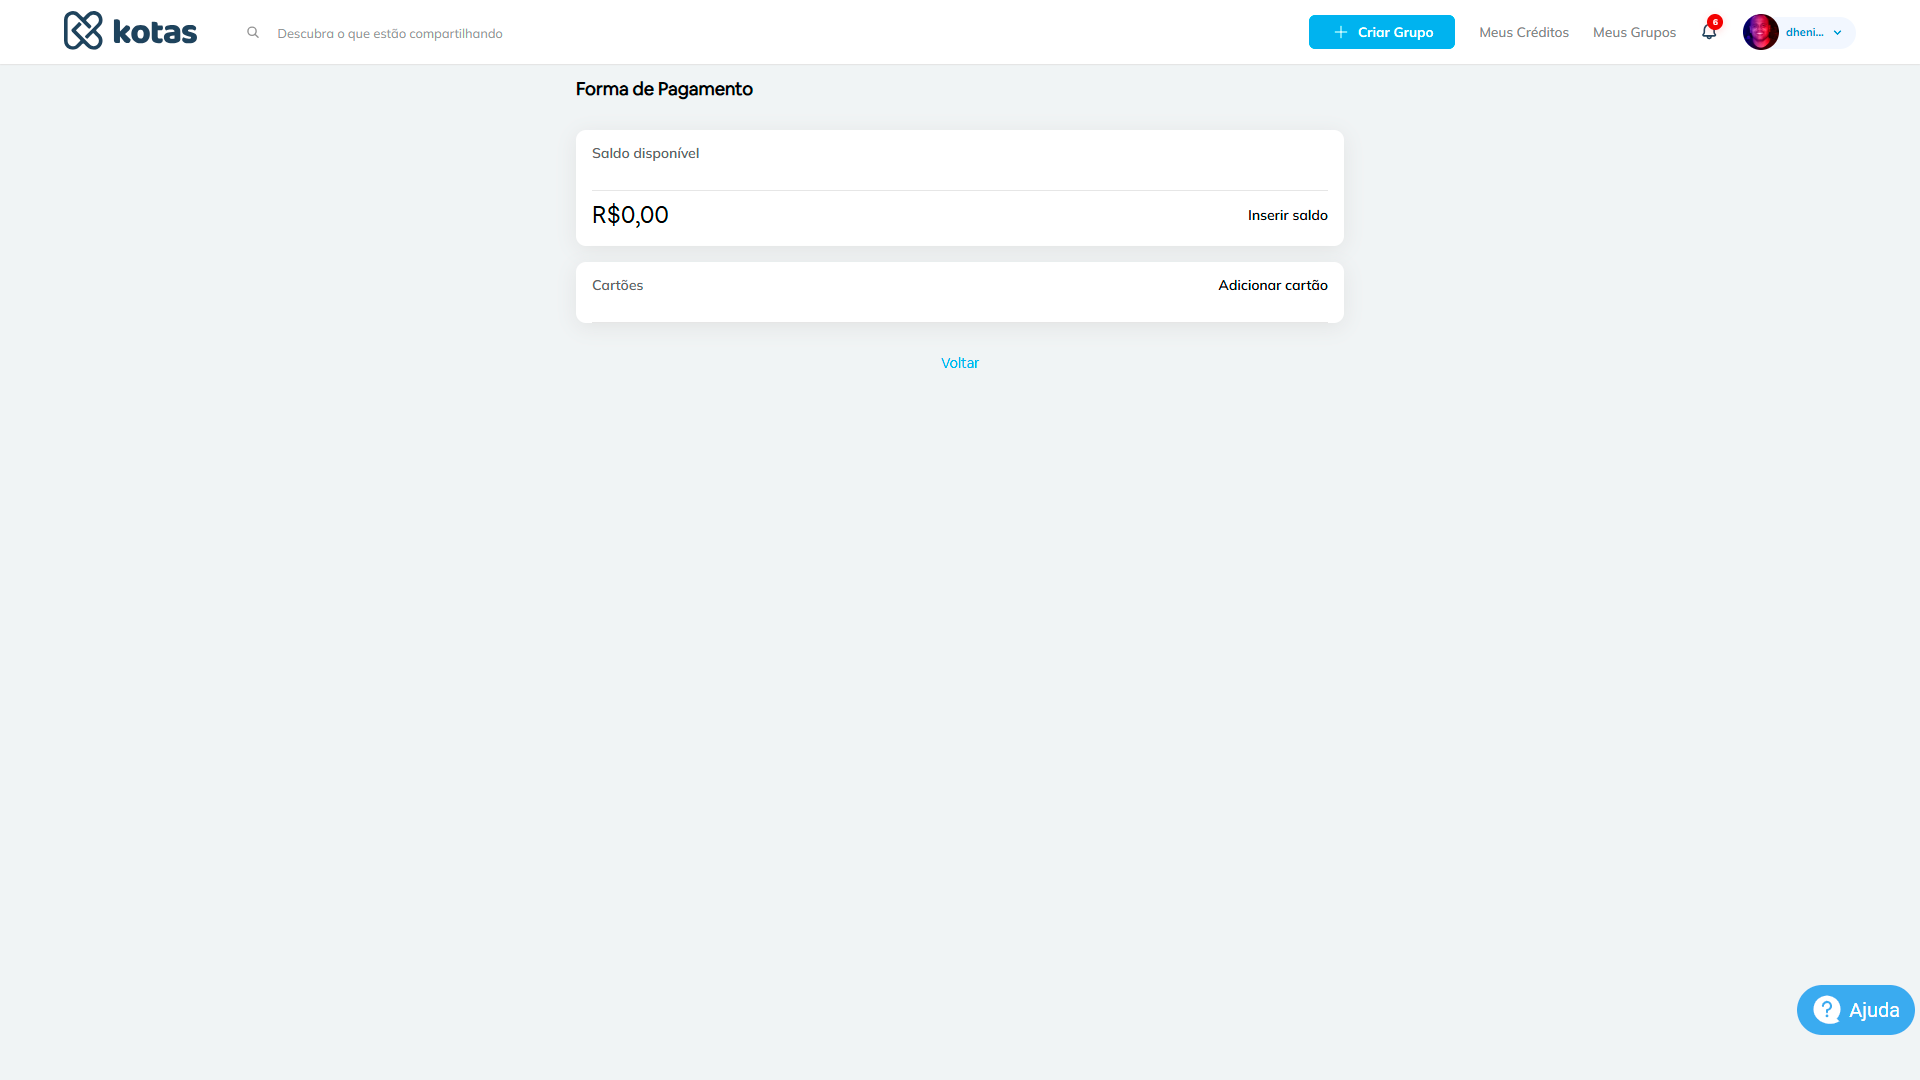 kotas
Descubra o que estão compartilhando
Criar Grupo
Meus Créditos
Meus Grupos
6
dheni...
Forma de Pagamento
Saldo disponível
R$0,00
Inserir saldo
Cartões
Adicionar cartão
Voltar
? Ajuda